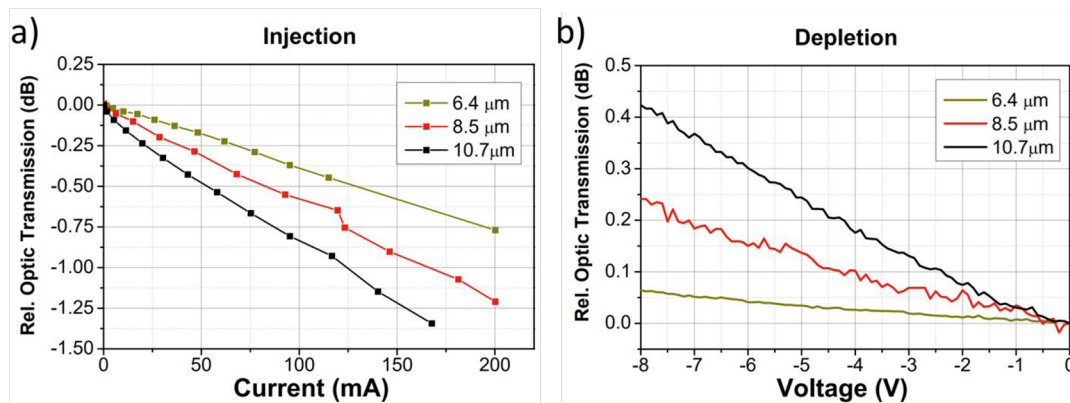 a)
Injection
Rel. Optic Transmission (dB)
0.25
0.00
-0.25
-0.50
-0.75
-1.00
-1.25
-1.50
6.4 μm
8.5 μm
10.7μm
0 50 100 150 200
Current (mA)
b)
Depletion
Rel. Optic Transmission (dB)
0.5
0.4
0.3
0.2
0.1
0.0
6.4 μm
8.5 μm
10.7 μm
-8 -7 -6 -5 -4 -3 -2 -1 0
Voltage (V)